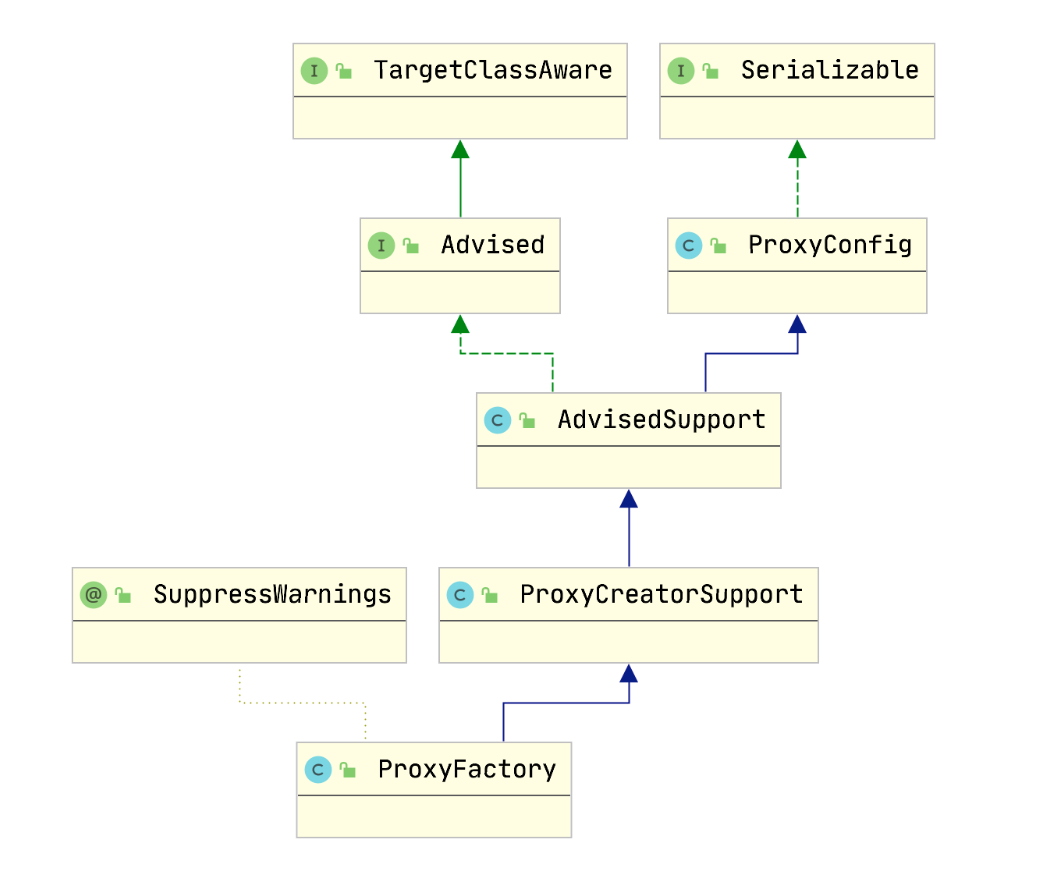 I TargetClassAware
I Serializable
I Advised
C ProxyConfig
C AdvisedSupport
@ SuppressWarnings
C ProxyCreatorSupport
C ProxyFactory